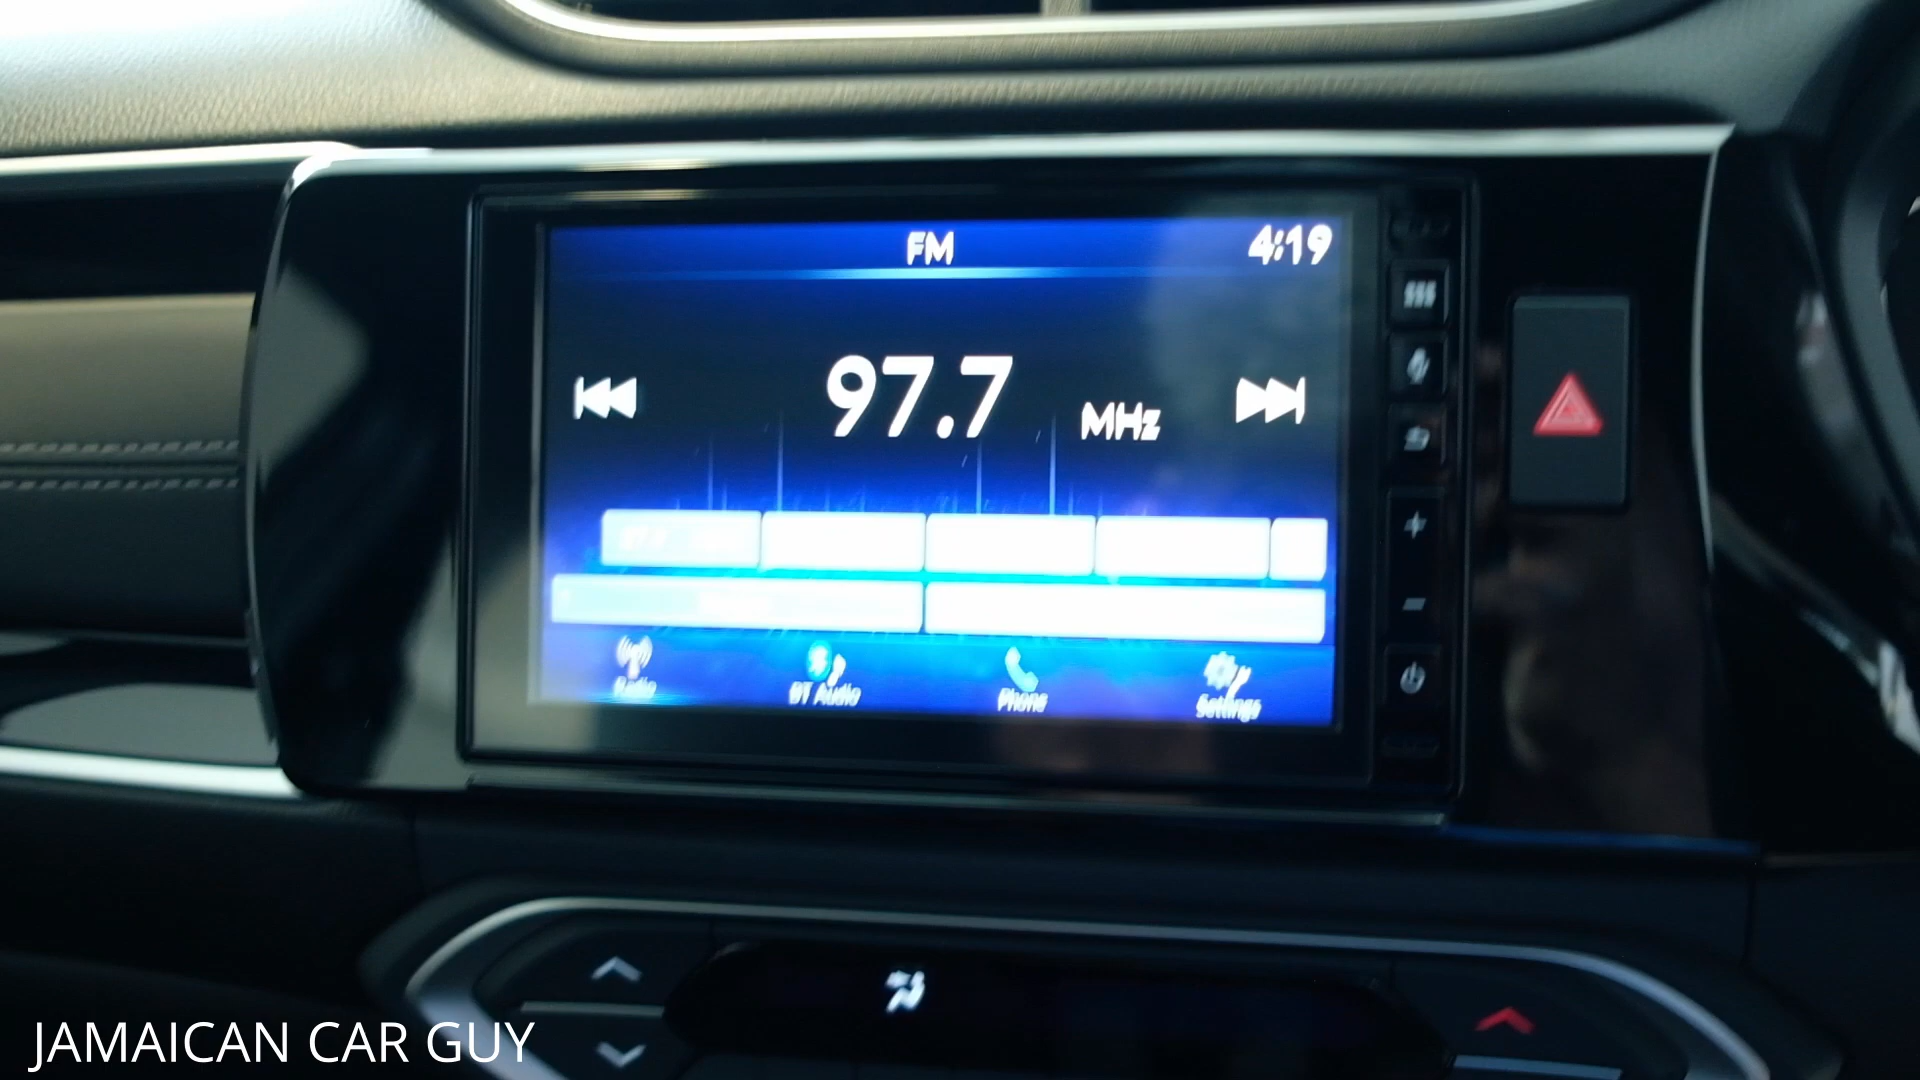 FM
4:19
97.7 MHz
Radio
BT Audio
Phone
Settings
JAMAICAN CAR GUY